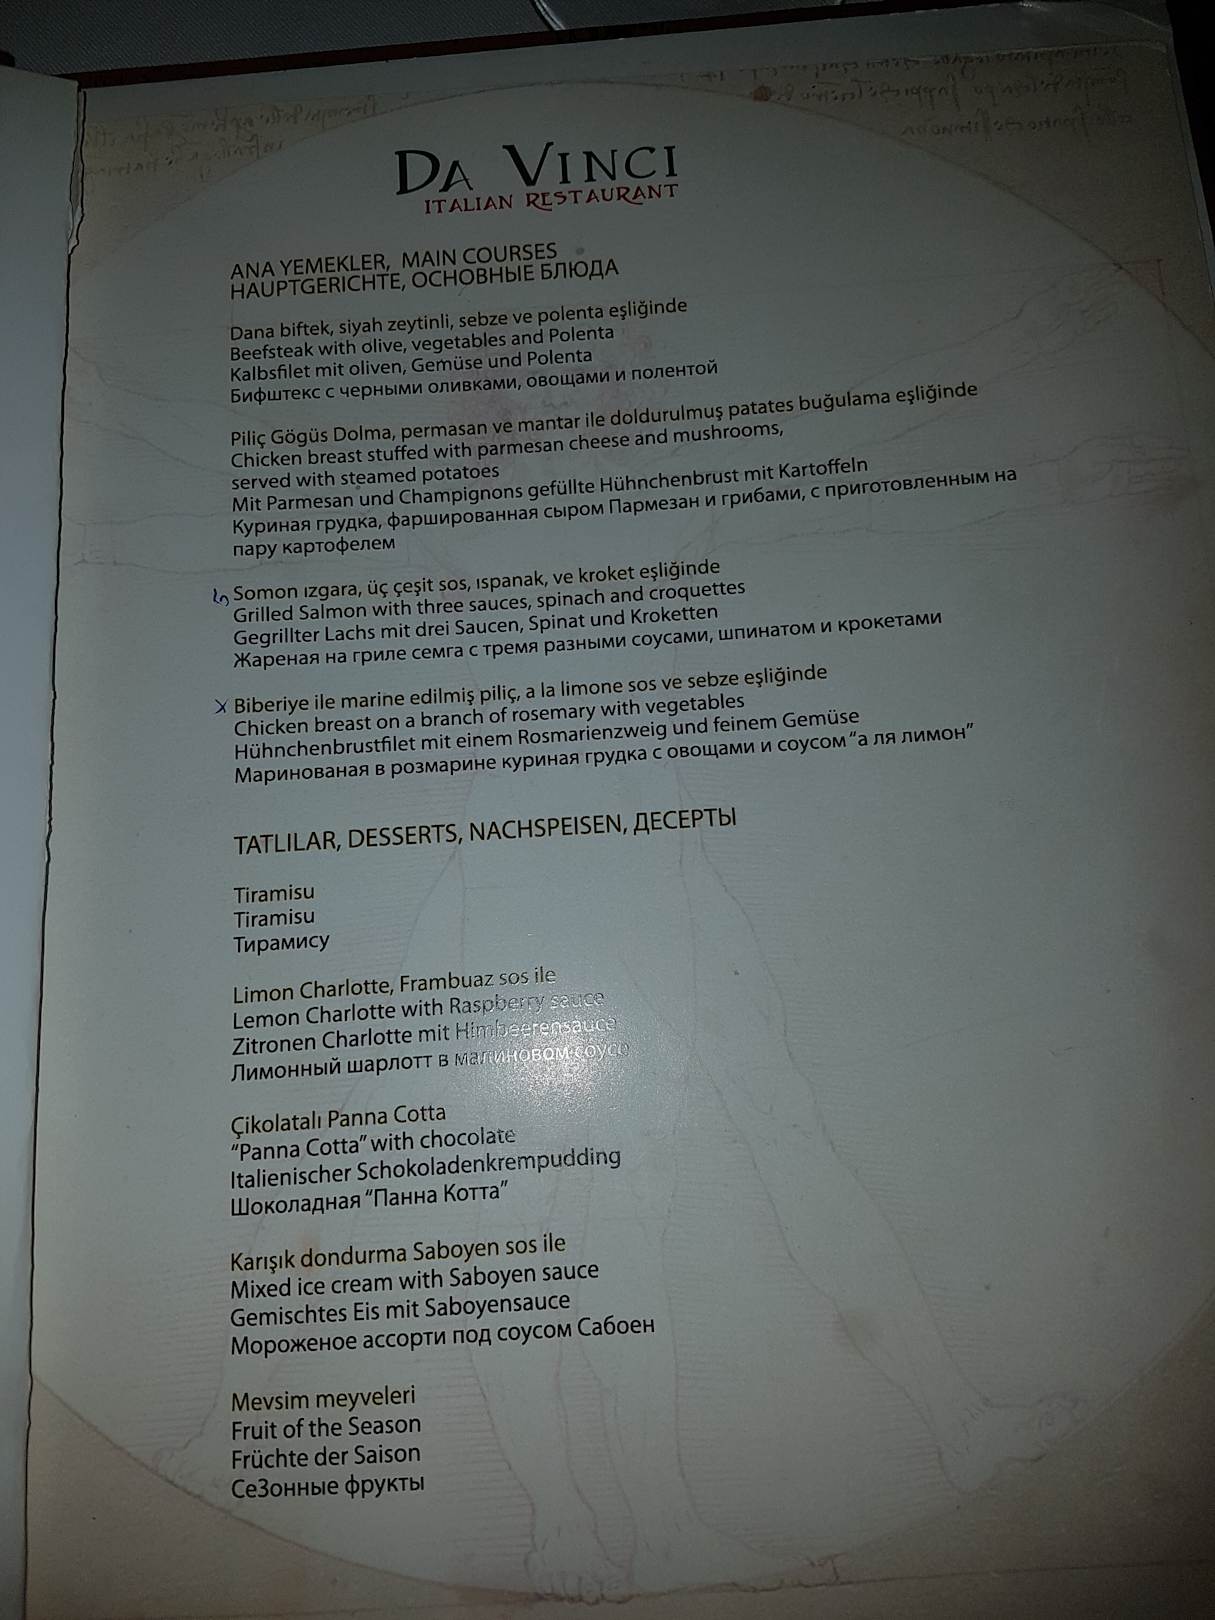 DA VINCI
ITALIAN RESTAURANT
ANA YEMEKLER, MAIN COURSES
HAUPTGERICHTE, ОСНОВНЫЕ БЛЮДА
Dana biftek, siyah zeytinli, sebze ve polenta eşliğinde
Beefsteak with olive, vegetables and Polenta
Kalbsfilet mit oliven, Gemüse und Polenta
Бифштекс с черными оливками, овощами и полентой
Piliç Gögüs Dolma, permasan ve mantar ile doldurulmuş patates buğulama eşliğinde
Chicken breast stuffed with parmesan cheese and mushrooms,
served with steamed potatoes
Mit Parmesan und Champignons gefüllte Hühnchenbrust mit Kartoffeln
Куриная грудка, фаршированная сыром Пармезан и грибами, с приготовленным на
пару картофелем
Somon ızgara, üç çeşit sos, ıspanak, ve kroket eşliğinde
Grilled Salmon with three sauces, spinach and croquettes
Gegrillter Lachs mit drei Saucen, Spinat und Kroketten
Жареная на гриле семга с тремя разными соусами, шпинатом и крокетами
Biberiye ile marine edilmiş piliç, a la limone sos ve sebze eşliğinde
Chicken breast on a branch of rosemary with vegetables
Hühnchenbrustfilet mit einem Rosmarienzweig und feinem Gemüse
Маринованая в розмарине куриная грудка с овощами и соусом “а ля лимон”
TATLILAR, DESSERTS, NACHSPEISEN, ДЕСЕРТЫ
Tiramisu
Tiramisu
Тирамису
Limon Charlotte, Frambuaz sos ile
Lemon Charlotte with Raspberry sauce
Zitronen Charlotte mit Himbeerensauce
Лимонный шарлотт в малиновом соусе
Çikolatalı Panna Cotta
“Panna Cotta” with chocolate
Italienischer Schokoladenkrempudding
Шоколадная “Панна Котта”
Karışık dondurma Saboyen sos ile
Mixed ice cream with Saboyen sauce
Gemischtes Eis mit Saboyensauce
Мороженое ассорти под соусом Сабоен
Mevsim meyveleri
Fruit of the Season
Früchte der Saison
СеЗонные фрукты